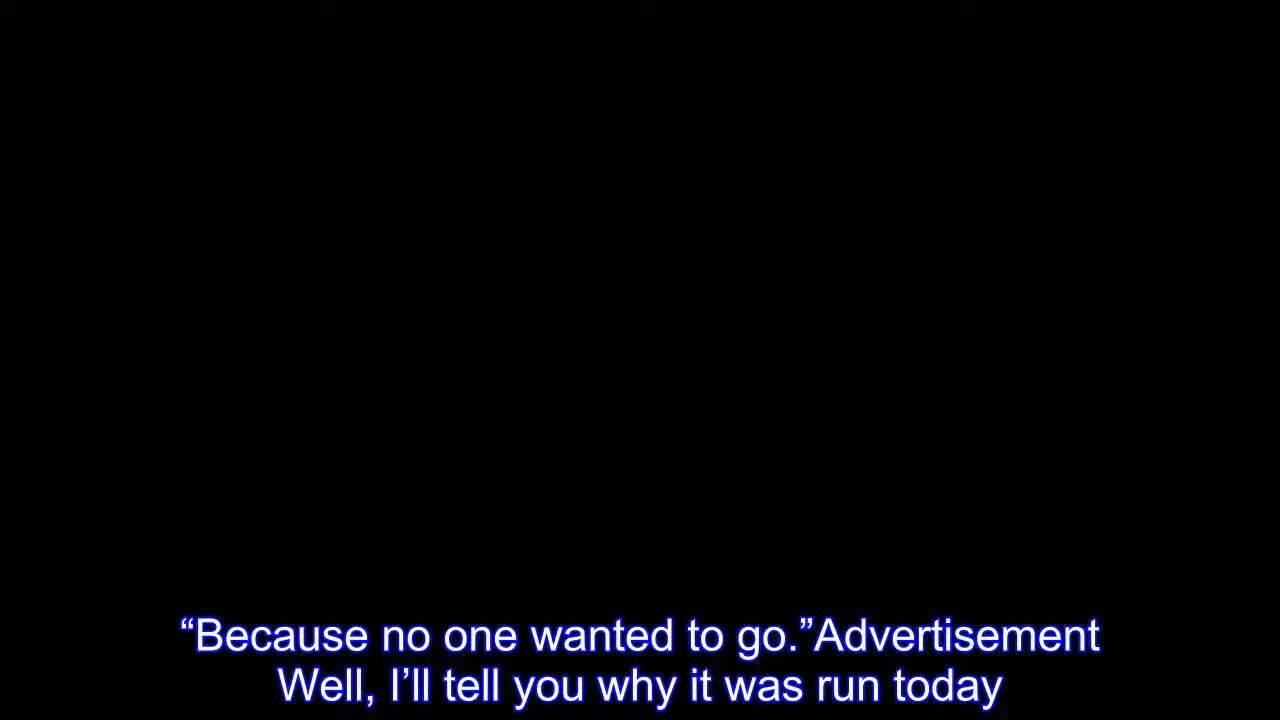 “Because no one wanted to go.”Advertisement
Well, I’ll tell you why it was run today